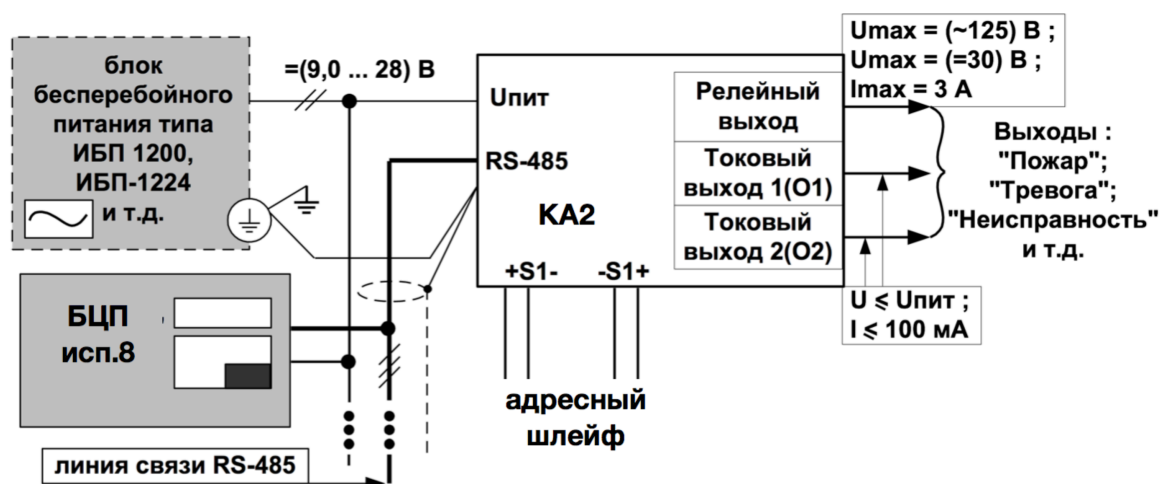 блок
бесперебойного
питания типа
ИБП 1200,
ИБП-1224
и т.д.
=(9,0 ... 28) В
Uпит
RS-485
КА2
+S1-
-S1+
Релейный
выход
Токовый
выход 1(О1)
Токовый
выход 2(О2)
Umax = (~125) В ;
Umax = (=30) В ;
Imax = 3 А
Выходы :
"Пожар";
"Тревога";
"Неисправность"
и т.д.
U ⩽ Uпит ;
I ⩽ 100 мА
БЦП
исп.8
адресный
шлейф
линия связи RS-485